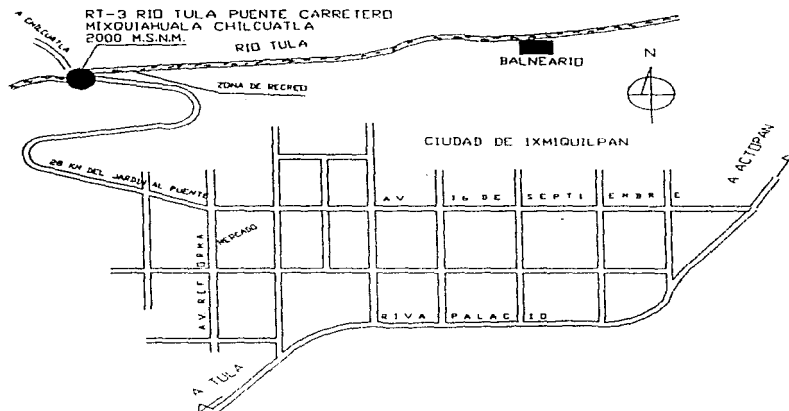 A CHILCUATLA
RT-3 RIO TULA PUENTE CARRETERO
MIXQUIAHUALA CHILCUATLA
2000 M.S.N.M.
RIO TULA
BALNEARIO
N
ZONA DE RECREO
CIUDAD DE IXMIQUILPAN
A ACTOPAN
28 KM DEL JARDIN AL PUENTE
AV 16 DE SEPTIEMBRE
MERCADO
AV. REFORMA
RIVA PALACIO
A TULA